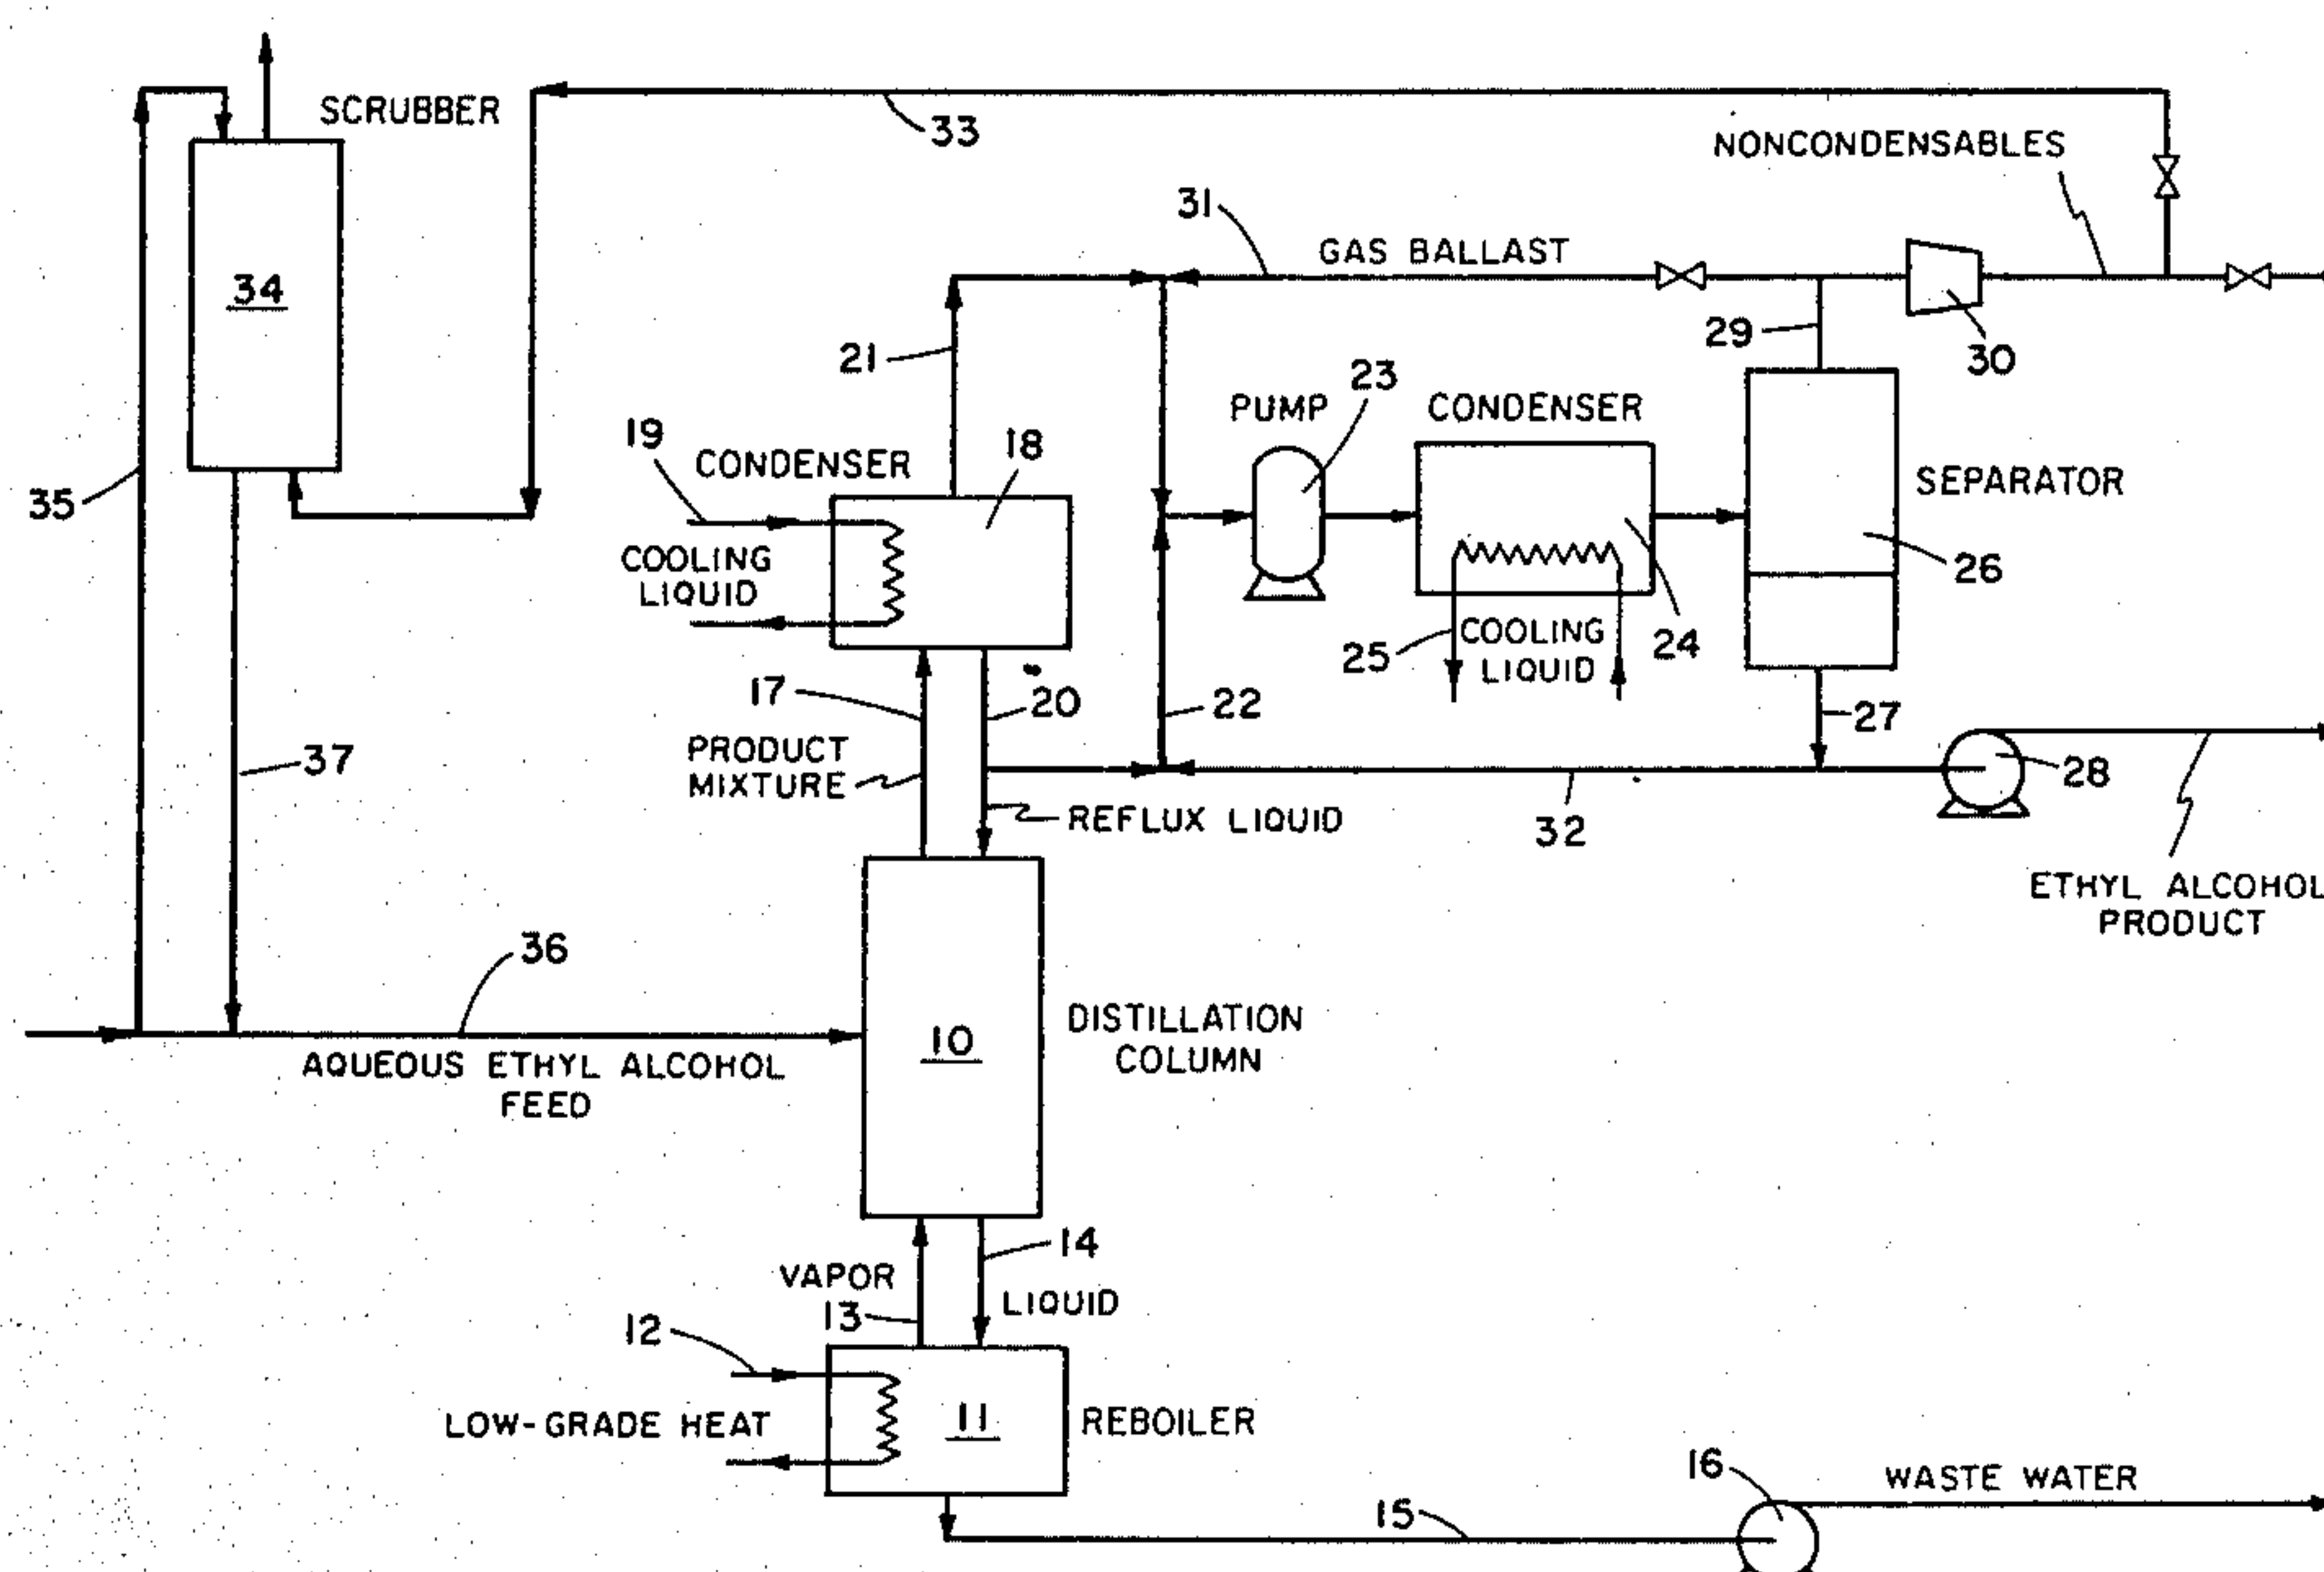 SCRUBBER
33
NONCONDENSABLES
31
GAS BALLAST
34
29
30
21
23
PUMP
CONDENSER
19
CONDENSER
18
SEPARATOR
35
26
COOLING
LIQUID
25
COOLING
LIQUID
24
17
20
22
27
37
PRODUCT
MIXTURE
28
REFLUX LIQUID
32
ETHYL ALCOHOL
PRODUCT
36
10
DISTILLATION
COLUMN
AQUEOUS ETHYL ALCOHOL
FEED
14
VAPOR
13
LIQUID
12
LOW-GRADE HEAT
11
REBOILER
16
WASTE WATER
15